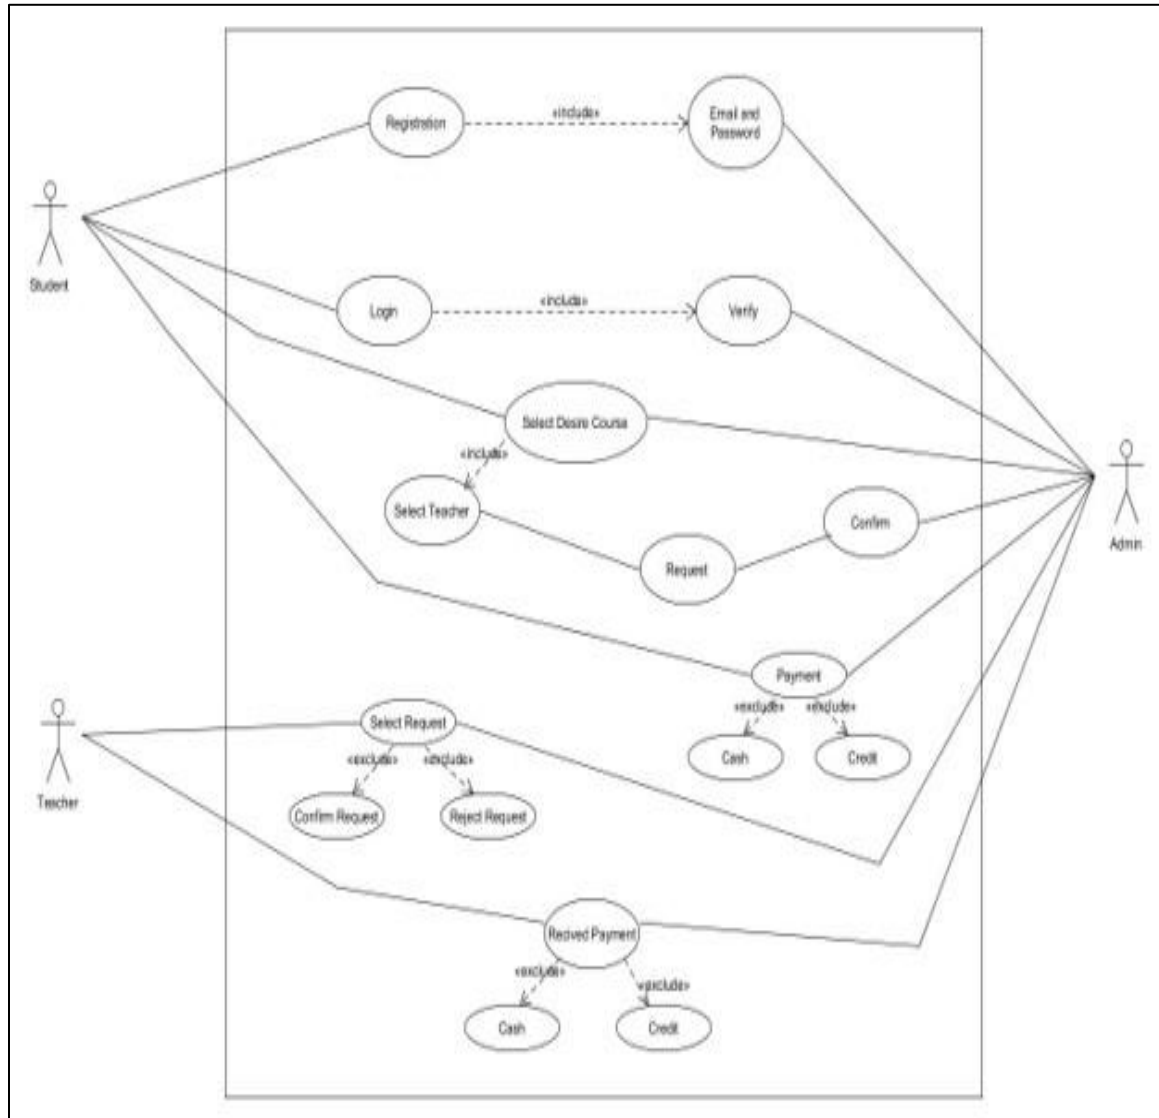 Registration
«include»
Email and
Password
Student
Login
«include»
Verify
Select Desire Course
«include»
Select Teacher
Request
Confirm
Admin
Payment
«exclude»
«exclude»
Cash
Credit
Teacher
Select Request
«exclude»
«exclude»
Confirm Request
Reject Request
Recived Payment
«exclude»
«exclude»
Cash
Credit